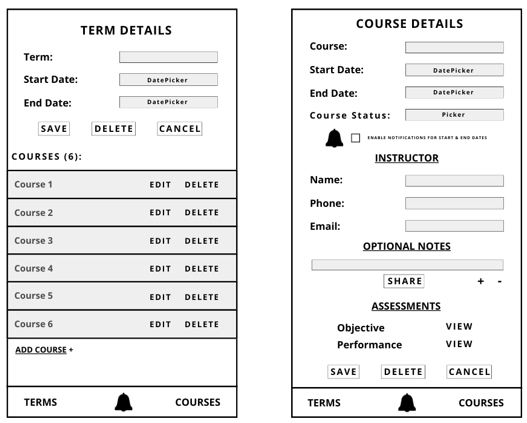 TERM DETAILS
Term:
Start Date: DatePicker
End Date: DatePicker
SAVE DELETE CANCEL
COURSES (6):
Course 1 EDIT DELETE
Course 2 EDIT DELETE
Course 3 EDIT DELETE
Course 4 EDIT DELETE
Course 5 EDIT DELETE
Course 6 EDIT DELETE
ADD COURSE +
TERMS COURSES
COURSE DETAILS
Course:
Start Date: DatePicker
End Date: DatePicker
Course Status: Picker
ENABLE NOTIFICATIONS FOR START & END DATES
INSTRUCTOR
Name:
Phone:
Email:
OPTIONAL NOTES
SHARE + -
ASSESSMENTS
Objective VIEW
Performance VIEW
SAVE DELETE CANCEL
TERMS COURSES